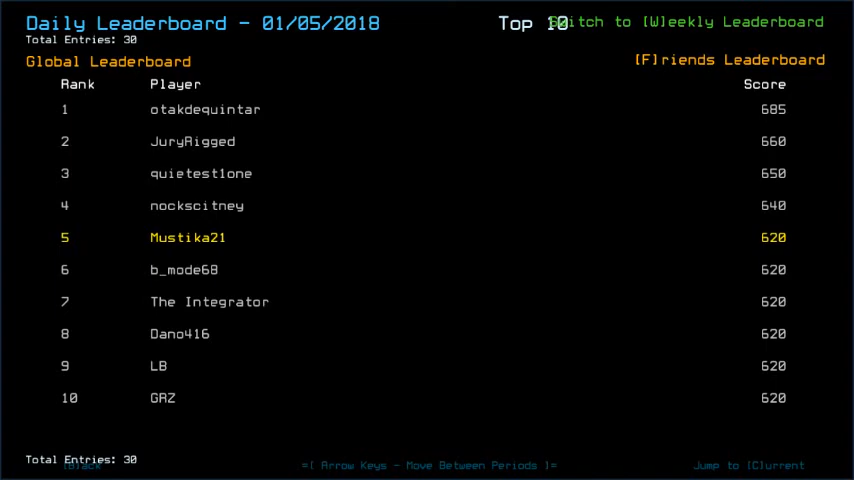 Daily Leaderboard - 01/05/2018 Top 10 Switch to [W]eekly Leaderboard
Total Entries: 30
Global Leaderboard [F]riends Leaderboard
Rank Player Score
1 otakdequintar 685
2 JuryRigged 660
3 quietest1one 650
4 nockscitney 640
5 Mustika21 620
6 b_mode68 620
7 The Integrator 620
8 Dano416 620
9 LB 620
10 GRZ 620
Total Entries: 30
[B]ack =[ Arrow Keys - Move Between Periods ]= Jump to [C]urrent